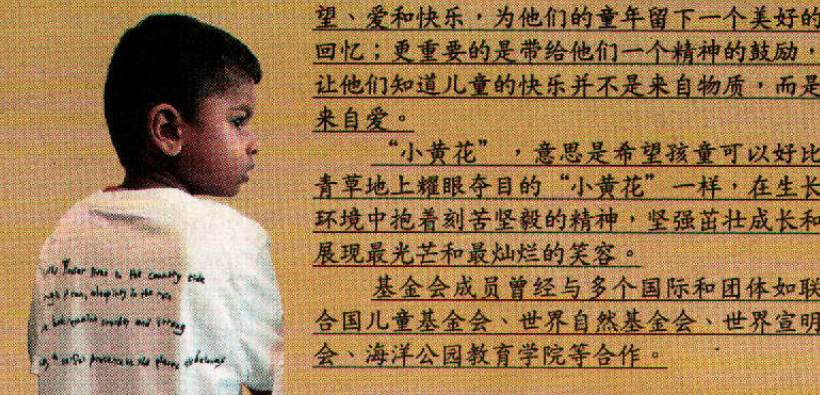 望、爱和快乐,为他们的童年留下一个美好的
回忆;更重要的是带给他们一个精神的鼓励,
让他们知道儿童的快乐并不是来自物质,而是
来自爱。
“小黄花”,意思是希望孩童可以好比
青草地上耀眼夺目的“小黄花”一样,在生长
环境中抱着刻苦坚毅的精神,坚强茁壮成长和
展现最光芒和最灿烂的笑容。
基金会成员曾经与多个国际和团体如联
合国儿童基金会、世界自然基金会、世界宣明
会、海洋公园教育学院等合作。
flower lives in the country side
and strong